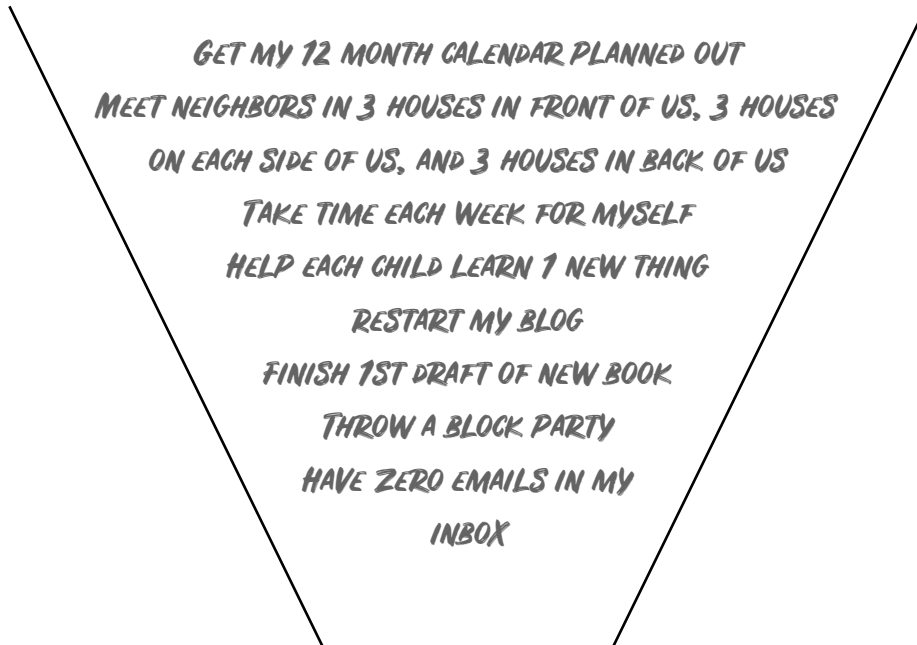 Get my 12 month calendar planned out
Meet neighbors in 3 houses in front of us, 3 houses
on each side of us, and 3 houses in back of us
Take time each week for myself
Help each child learn 1 new thing
Restart my blog
Finish 1st draft of new book
Throw a block party
Have zero emails in my
inbox